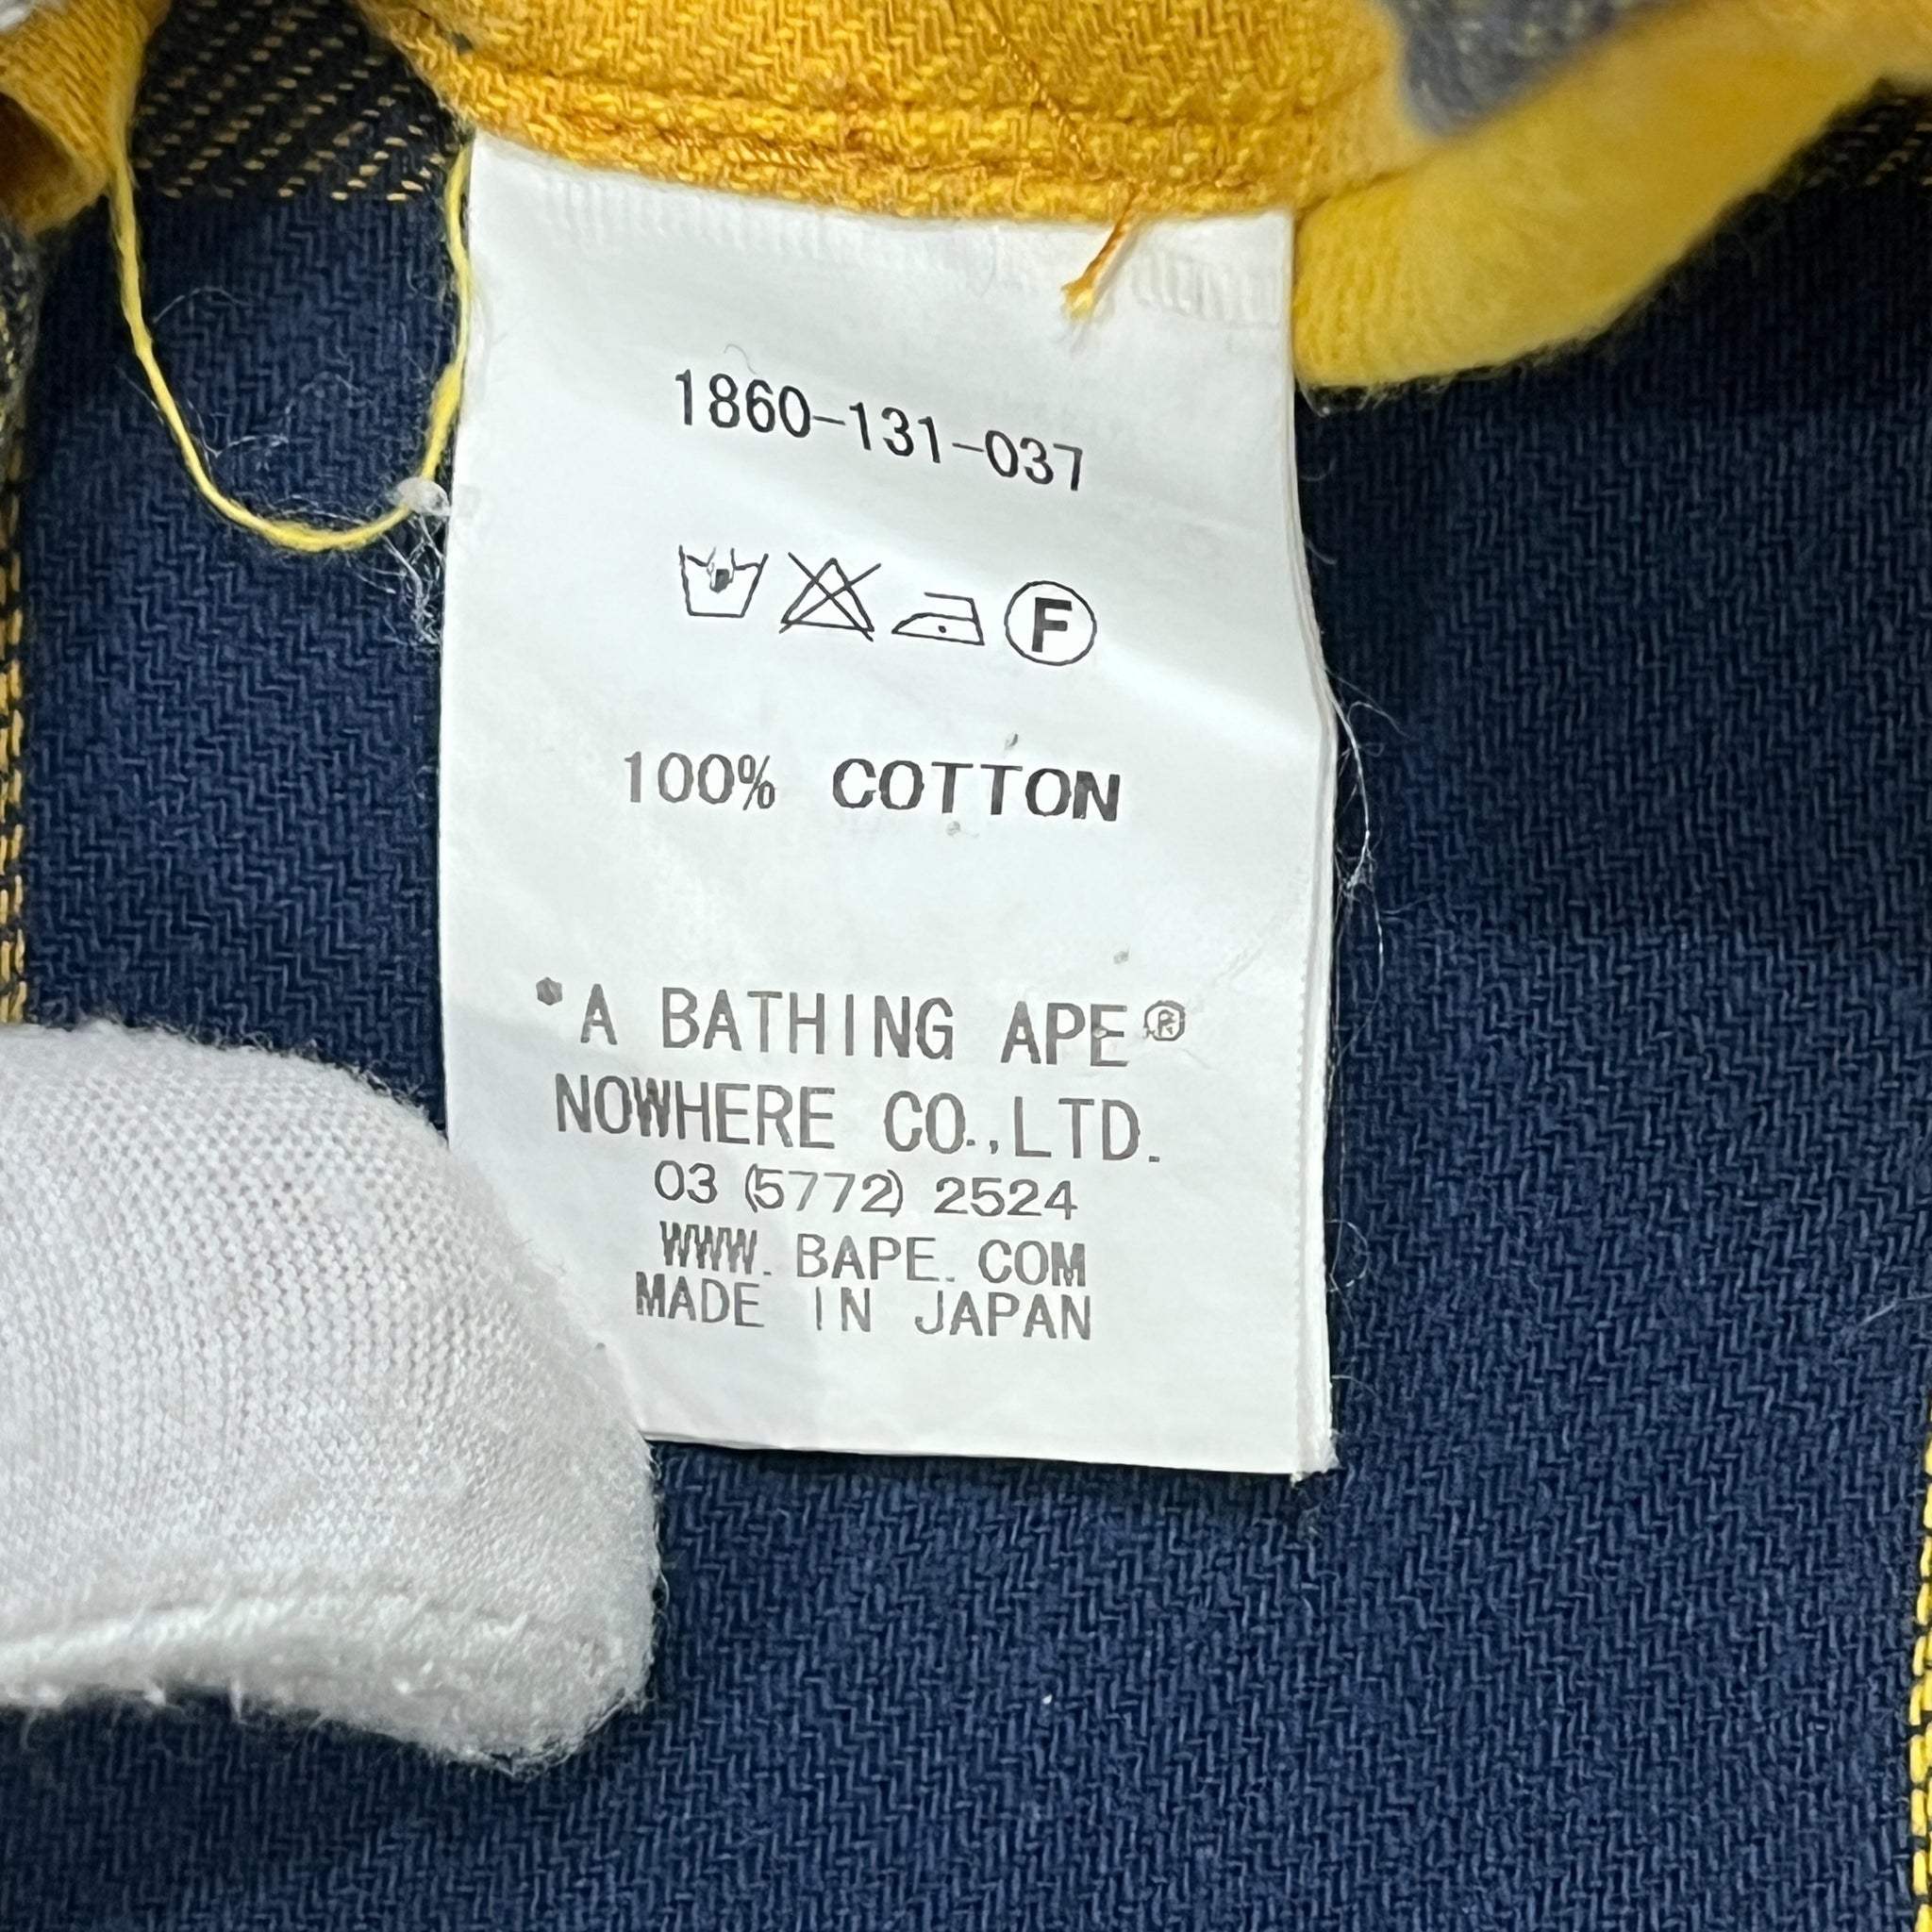 1860-131-037
F
100% COTTON
*A BATHING APE®
NOWHERE CO.,LTD.
03 (5772) 2524
WWW. BAPE. COM
MADE IN JAPAN